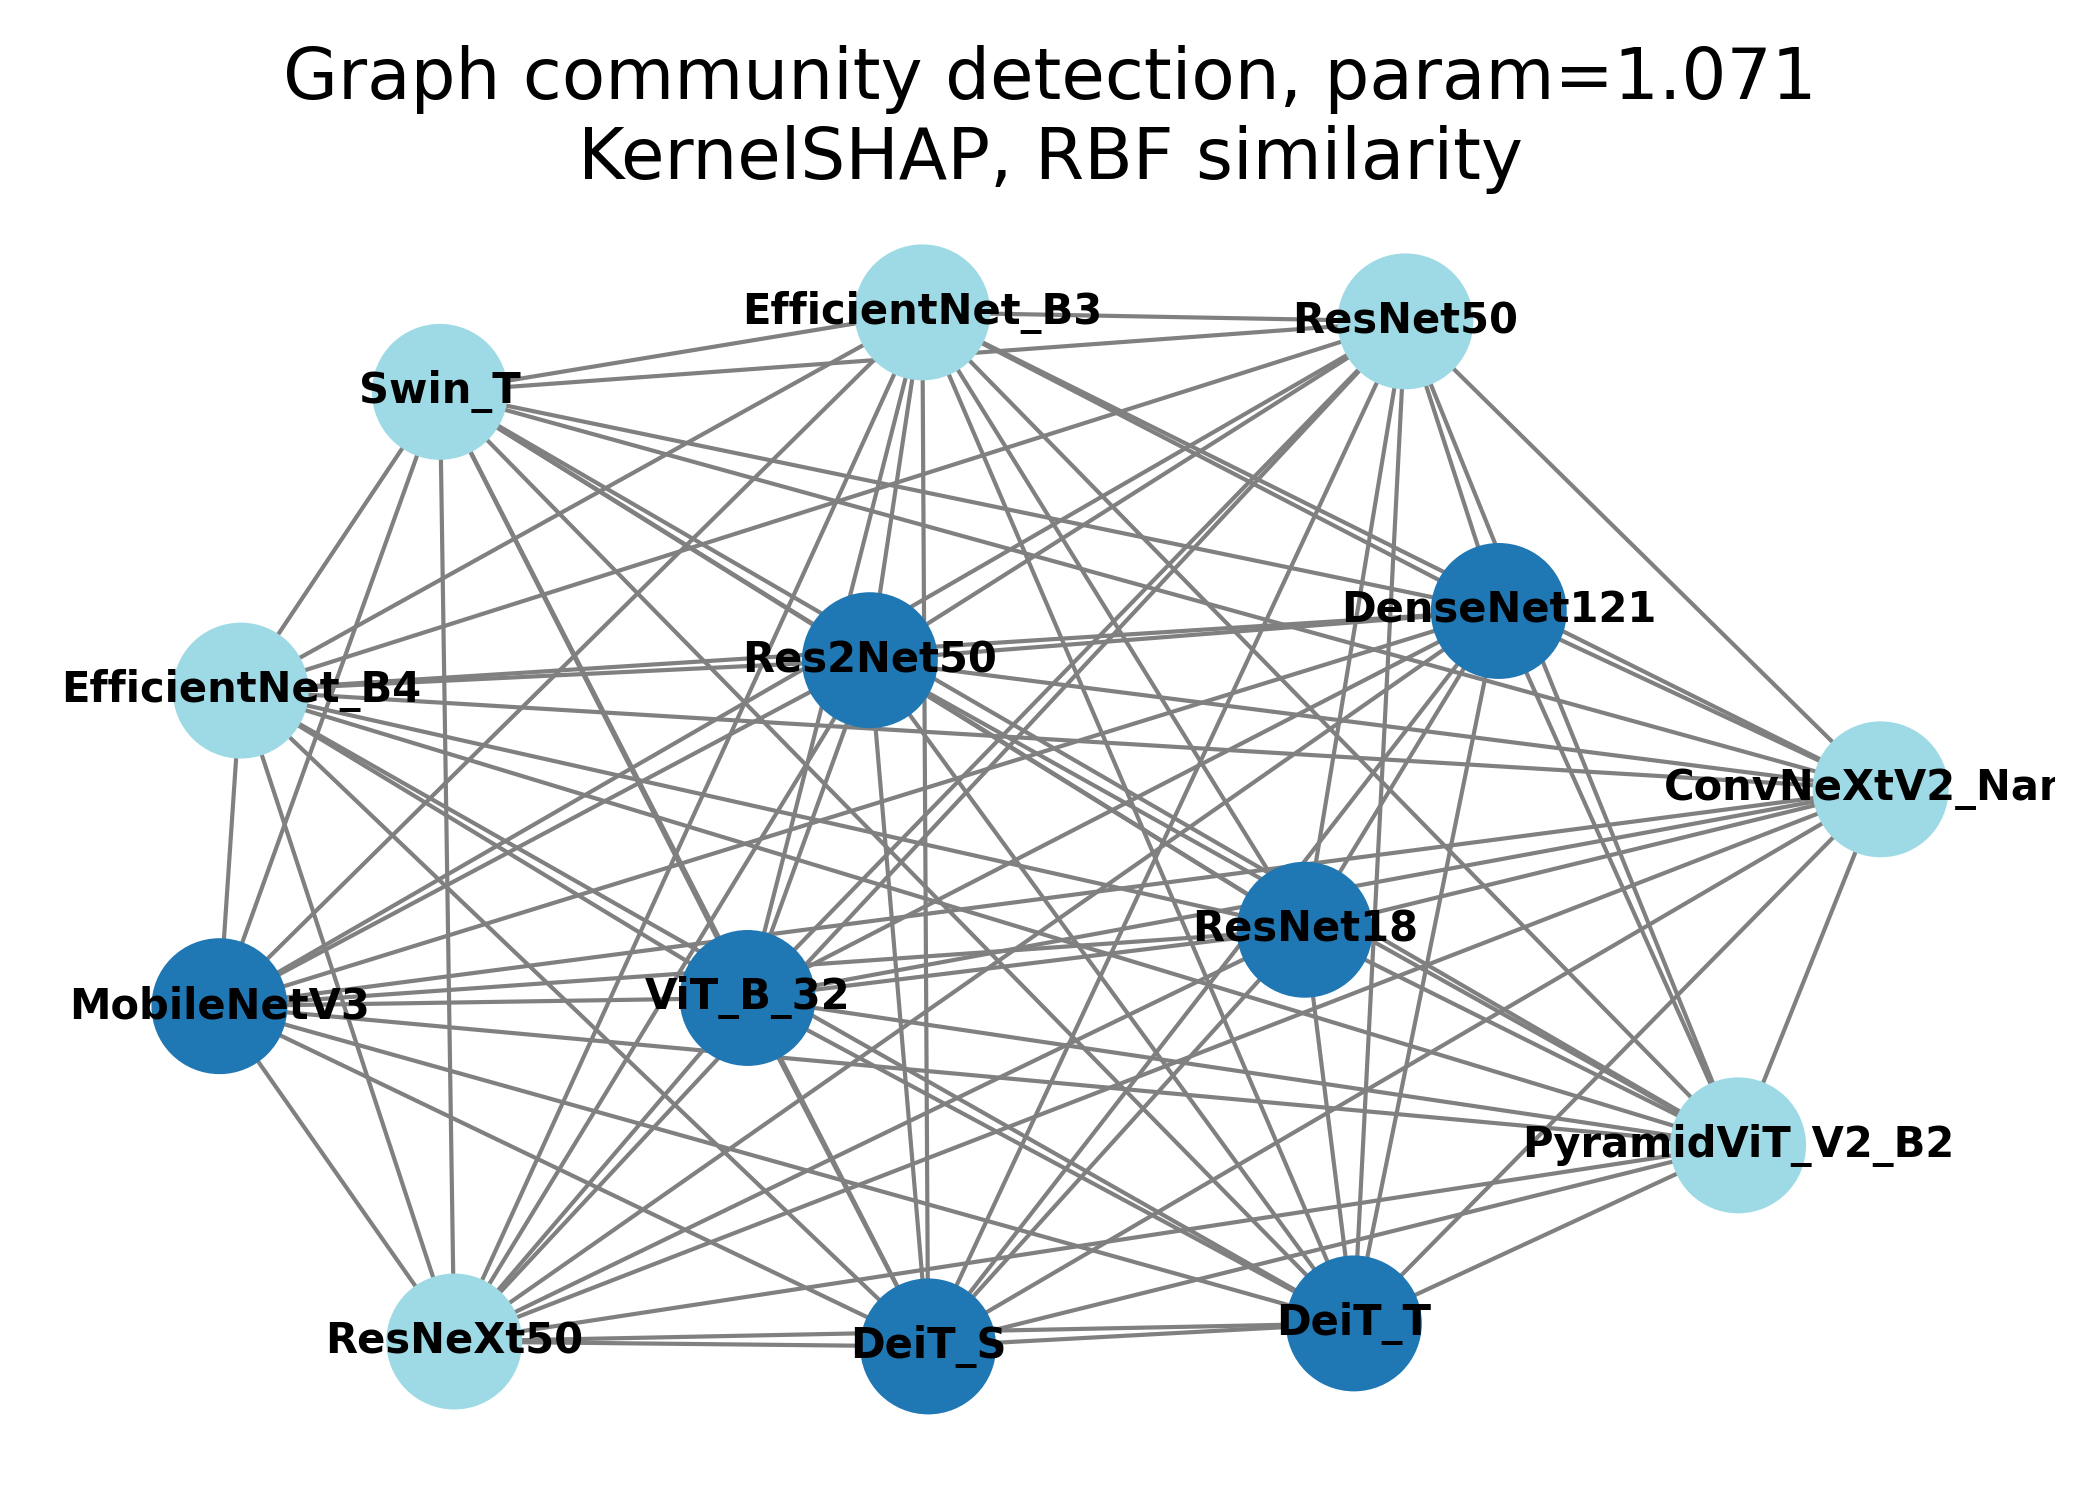 Graph community detection, param=1.071
KernelSHAP, RBF similarity
EfficientNet_B3
ResNet50
Swin_T
DenseNet121
Res2Net50
EfficientNet_B4
ConvNeXtV2_Nan
ResNet18
ViT_B_32
MobileNetV3
PyramidViT_V2_B2
DeiT_T
ResNeXt50
DeiT_S